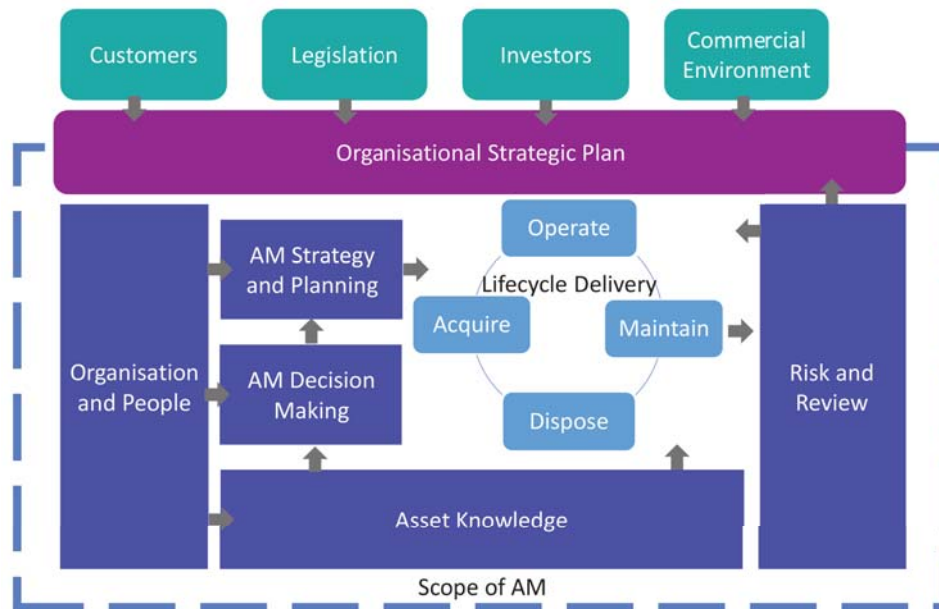 Customers
Legislation
Investors
Commercial
Environment
Organisational Strategic Plan
Organisation
and People
AM Strategy
and Planning
AM Decision
Making
Operate
Lifecycle Delivery
Acquire
Maintain
Dispose
Risk and
Review
Asset Knowledge
Scope of AM